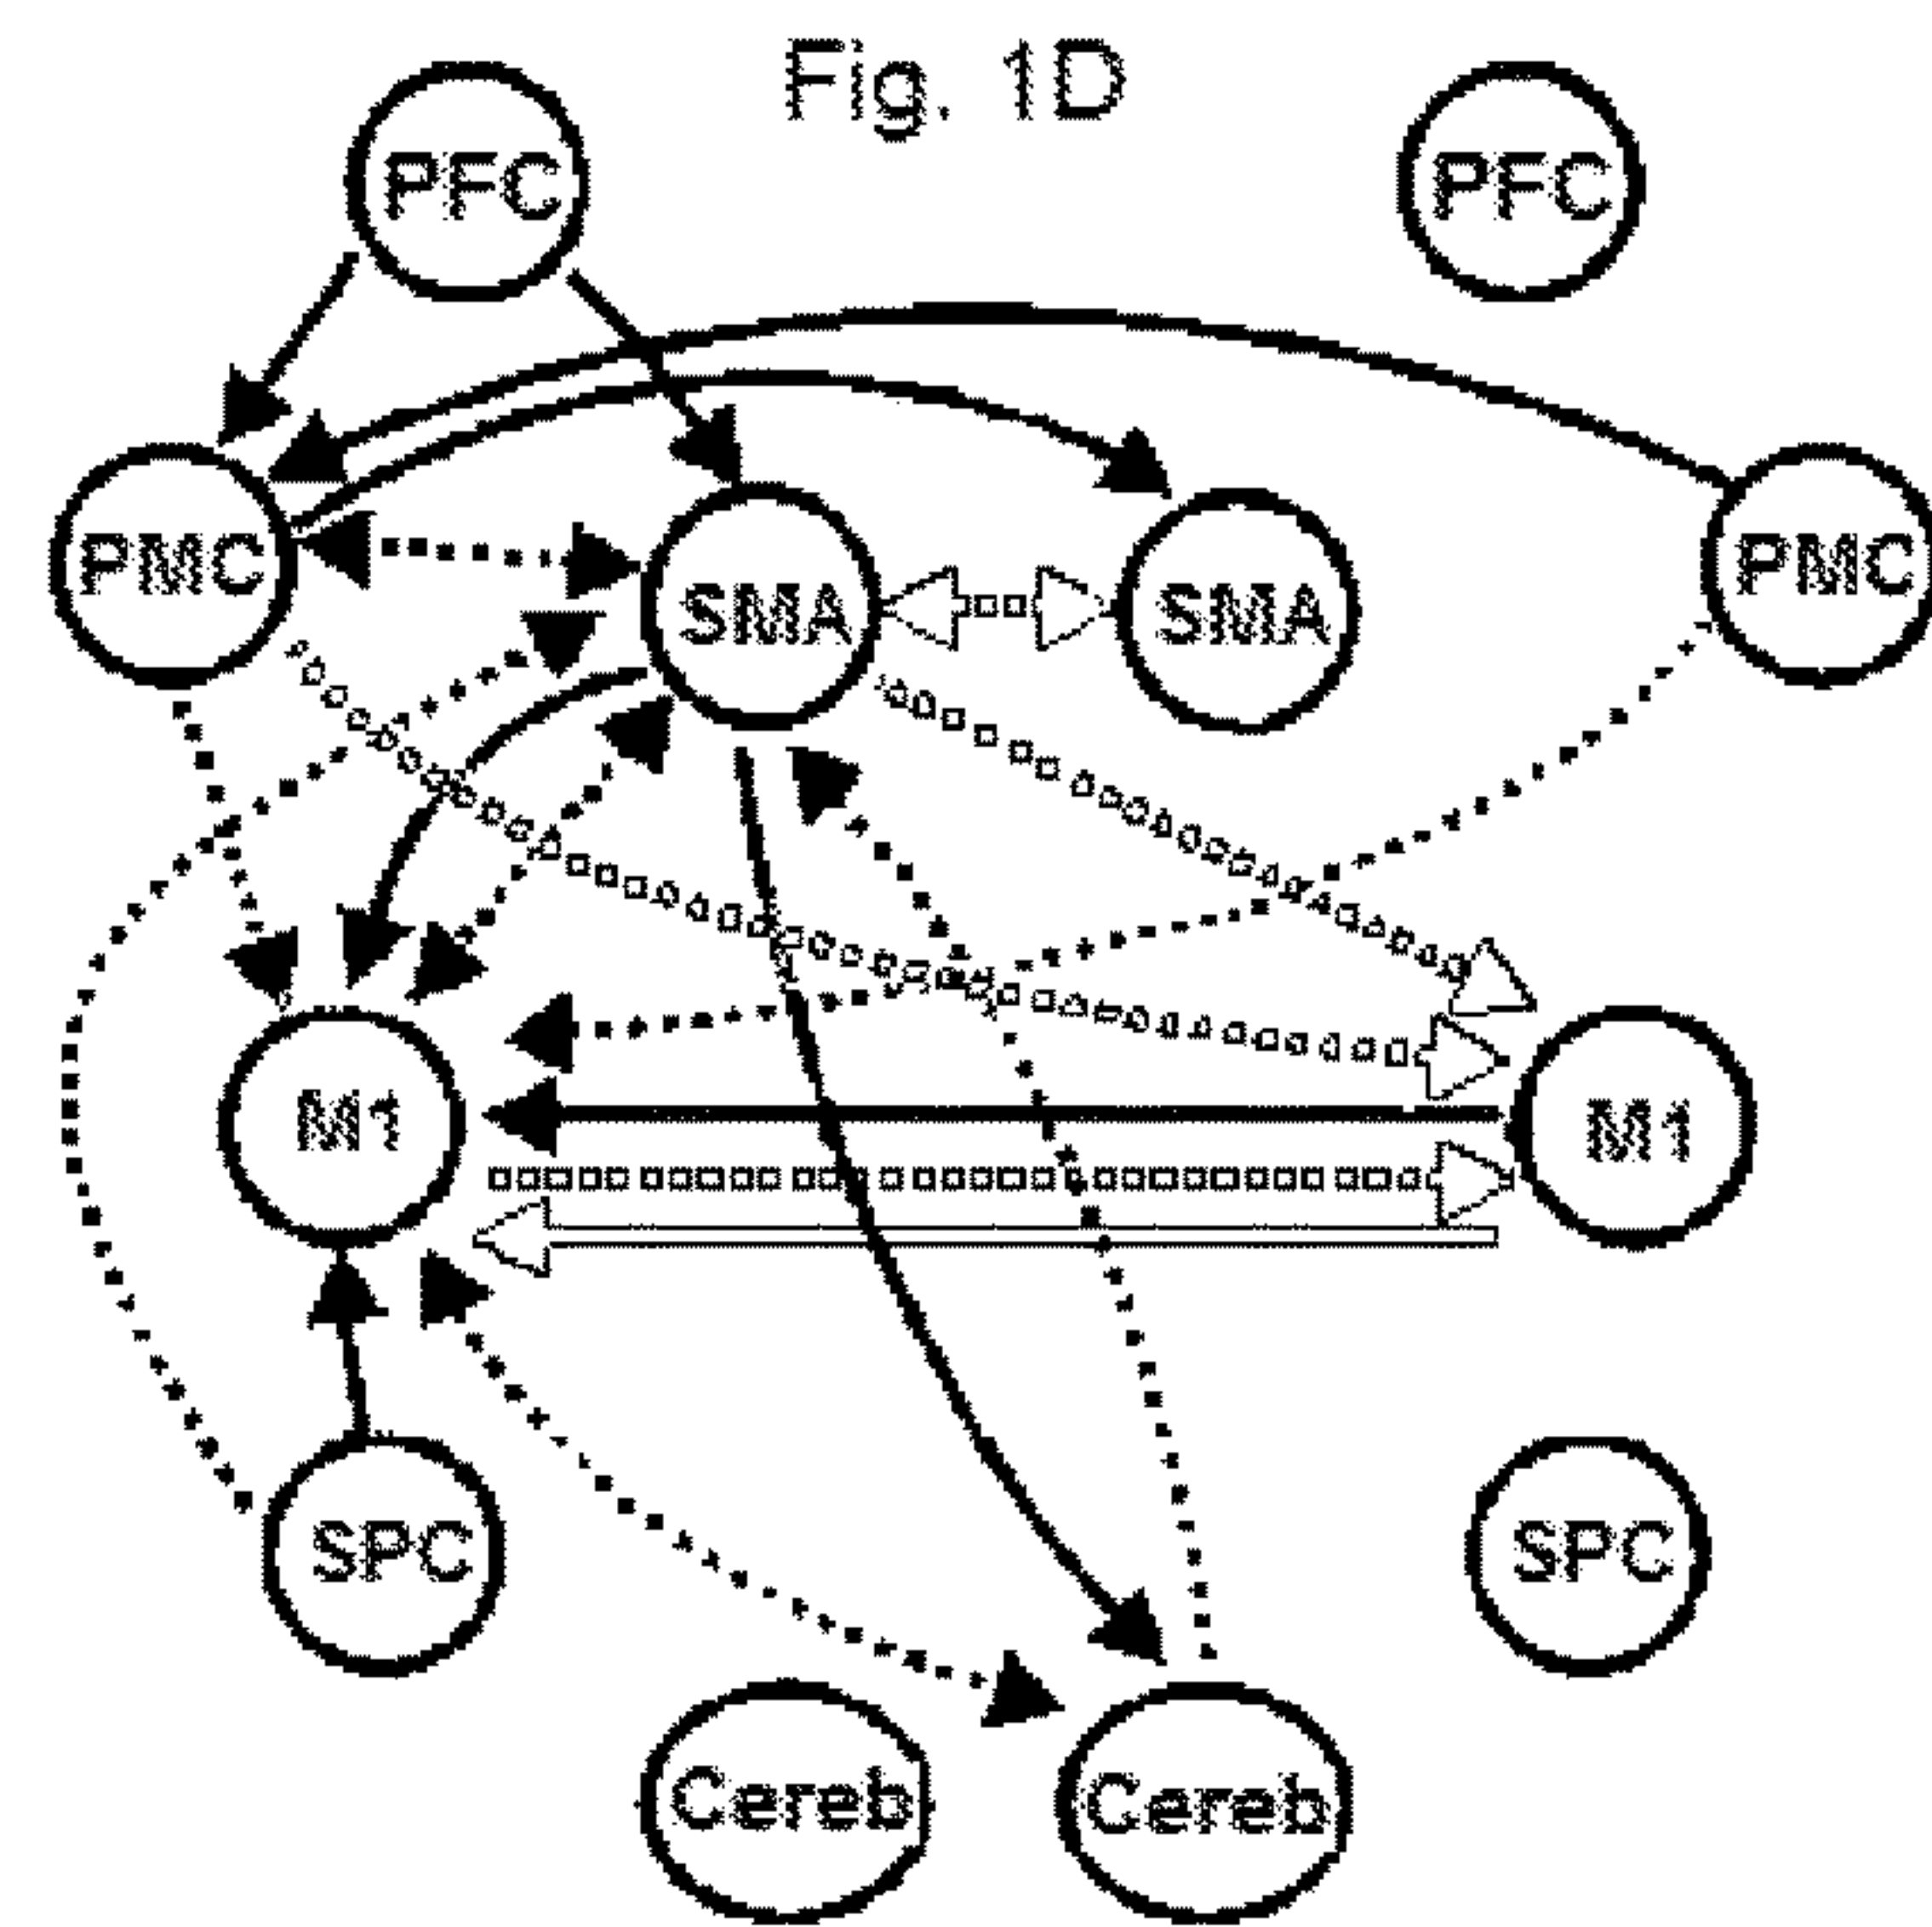 Fig. 1D
PFC
PFC
PMC
SMA
SMA
PMC
M1
M1
SPC
SPC
Cereb
Cereb